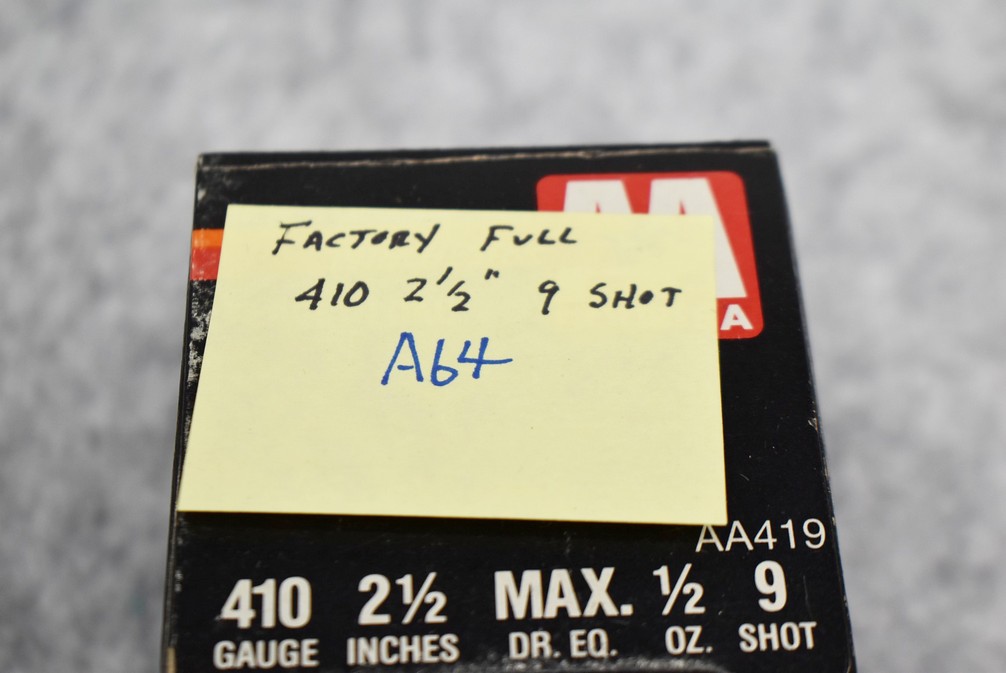 AA
A
FACTORY FULL
410 2½" 9 SHOT
A64
AA419
410 2½ MAX. ½ 9
GAUGE INCHES DR. EQ. OZ. SHOT